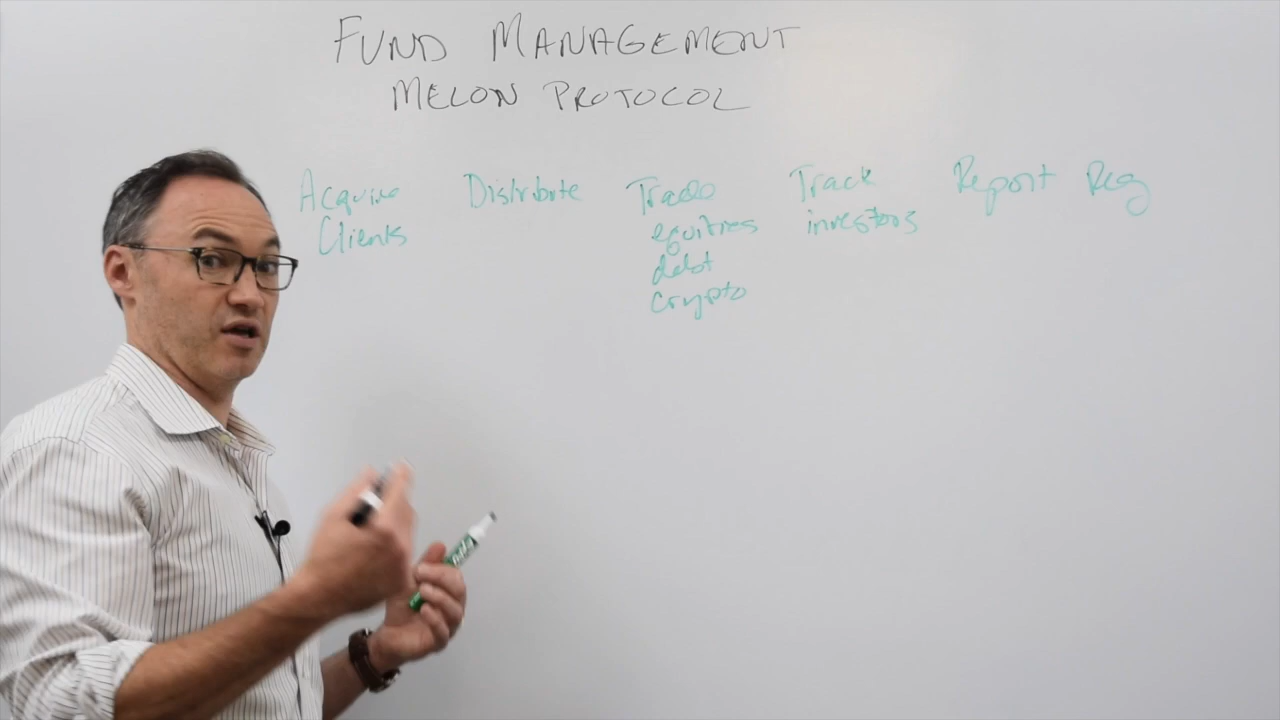 FUND MANAGEMENT
MELON PROTOCOL
Acquire Distribute Trade Track Report Reg
Clients equities investors
debt
crypto